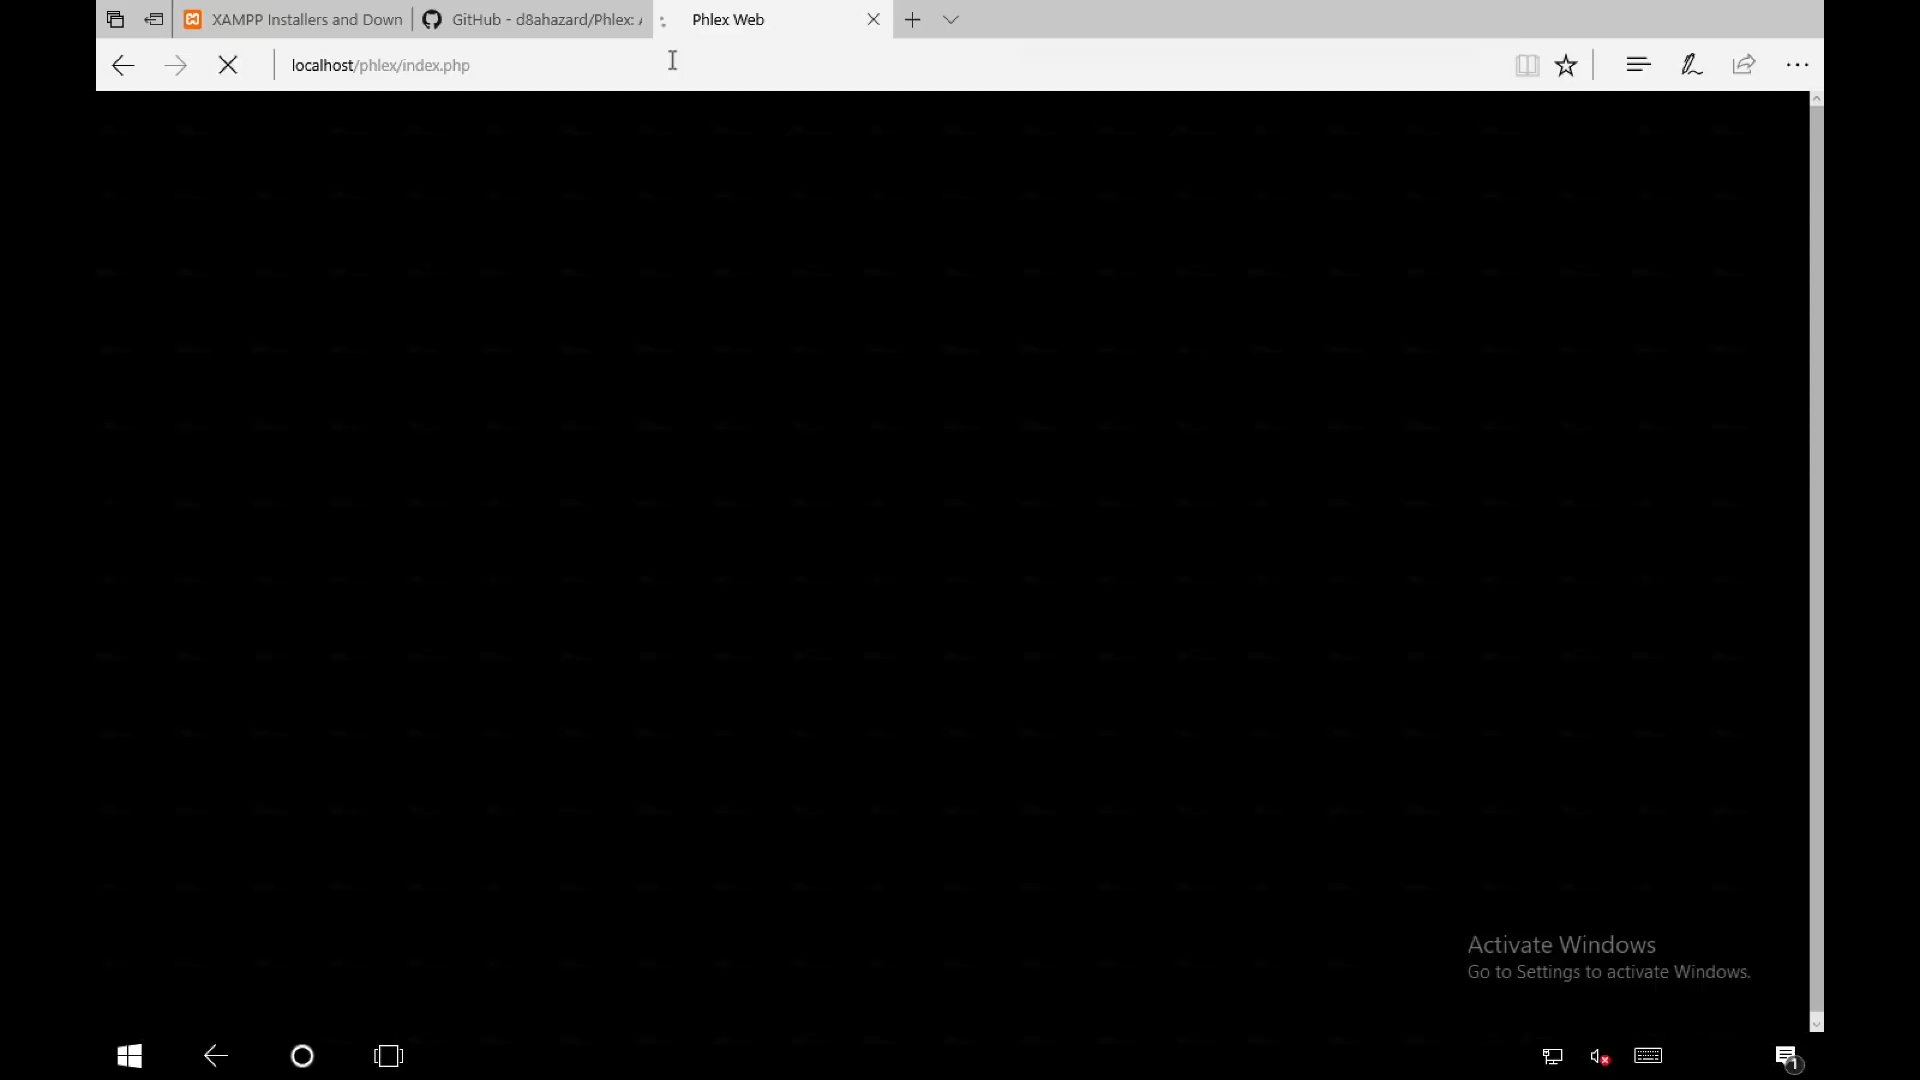 XAMPP Installers and Down
GitHub - d8ahazard/Phlex: A
Phlex Web
localhost/phlex/index.php
Activate Windows
Go to Settings to activate Windows.
1